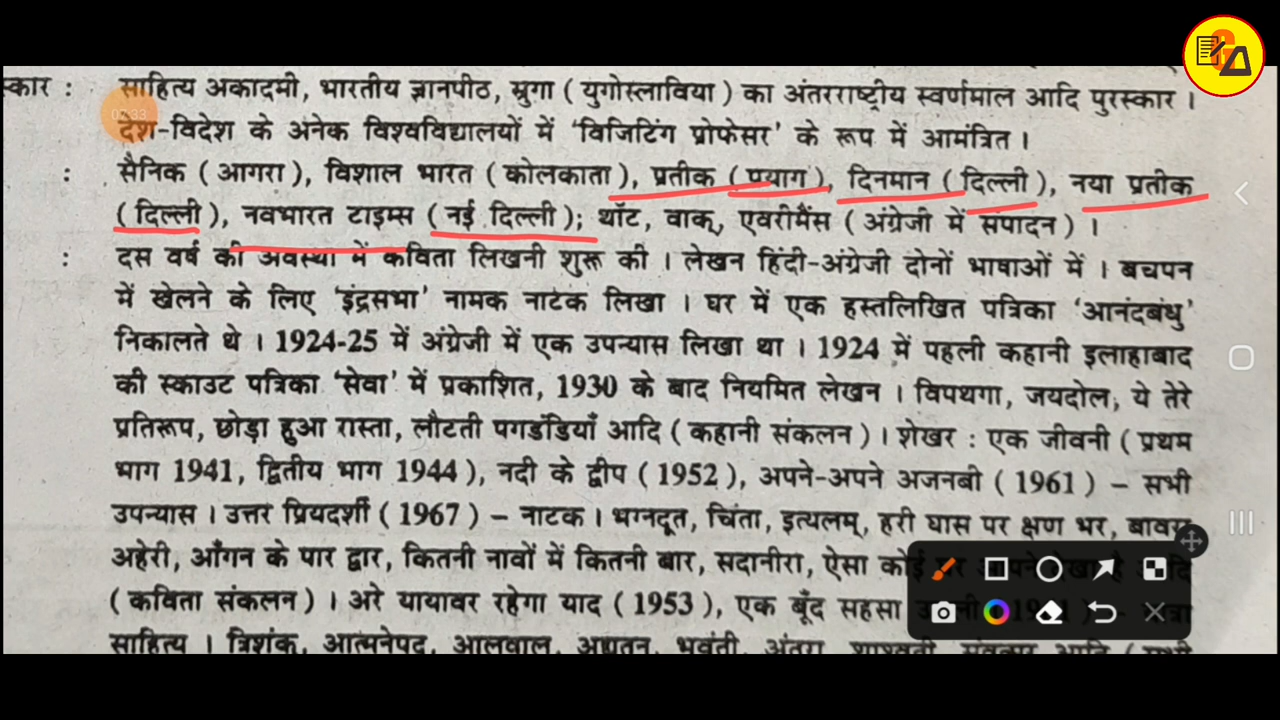 स्कार : साहित्य अकादमी, भारतीय ज्ञानपीठ, म्रुगा ( युगोस्लाविया ) का अंतरराष्ट्रीय स्वर्णमाल आदि पुरस्कार ।
देश-विदेश के अनेक विश्वविद्यालयों में ‘विजिटिंग प्रोफेसर’ के रूप में आमंत्रित ।
: सैनिक ( आगरा ), विशाल भारत ( कोलकाता ), प्रतीक ( प्रयाग ), दिनमान ( दिल्ली ), नया प्रतीक
( दिल्ली ), नवभारत टाइम्स ( नई दिल्ली ); थॉट, वाक्, एवरीमैंस ( अंग्रेजी में संपादन ) ।
: दस वर्ष की अवस्था में कविता लिखनी शुरू की । लेखन हिंदी-अंग्रेजी दोनों भाषाओं में । बचपन
में खेलने के लिए ‘इंद्रसभा’ नामक नाटक लिखा । घर में एक हस्तलिखित पत्रिका ‘आनंदबंधु’
निकालते थे । 1924-25 में अंग्रेजी में एक उपन्यास लिखा था । 1924 में पहली कहानी इलाहाबाद
की स्काउट पत्रिका ‘सेवा’ में प्रकाशित, 1930 के बाद नियमित लेखन । विपथगा, जयदोल, ये तेरे
प्रतिरूप, छोड़ा हुआ रास्ता, लौटती पगडंडियाँ आदि ( कहानी संकलन ) । शेखर : एक जीवनी ( प्रथम
भाग 1941, द्वितीय भाग 1944 ), नदी के द्वीप ( 1952 ), अपने-अपने अजनबी ( 1961 ) – सभी
उपन्यास । उत्तर प्रियदर्शी ( 1967 ) – नाटक । भग्नदूत, चिंता, इत्यलम्, हरी घास पर क्षण भर, बावरा
अहेरी, आँगन के पार द्वार, कितनी नावों में कितनी बार, सदानीरा, ऐसा कोई
( कविता संकलन ) । अरे यायावर रहेगा याद ( 1953 ), एक बूँद सहसा
साहित्य । त्रिशंकु, आत्मनेपद, आलवाल, अद्यतन, भवंती, अंतरा, शाश्वती,